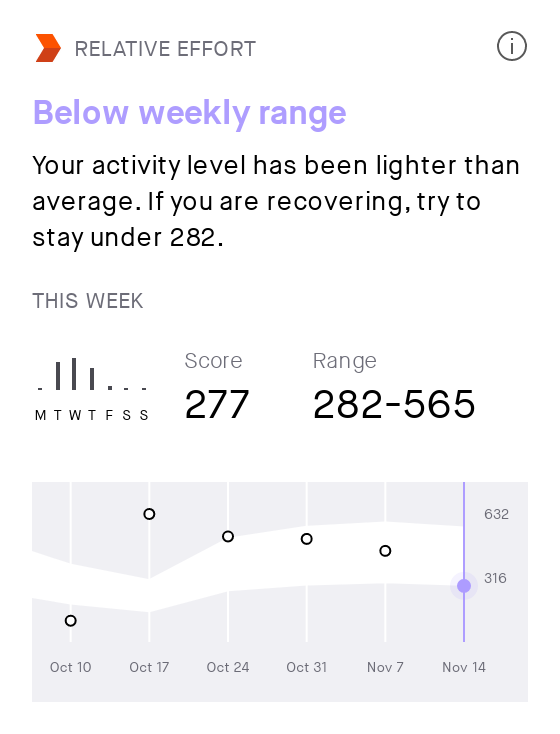 RELATIVE EFFORT
Below weekly range
Your activity level has been lighter than
average. If you are recovering, try to
stay under 282.
THIS WEEK
Score Range
277 282-565
M T W T F S S
632
316
Oct 10 Oct 17 Oct 24 Oct 31 Nov 7 Nov 14